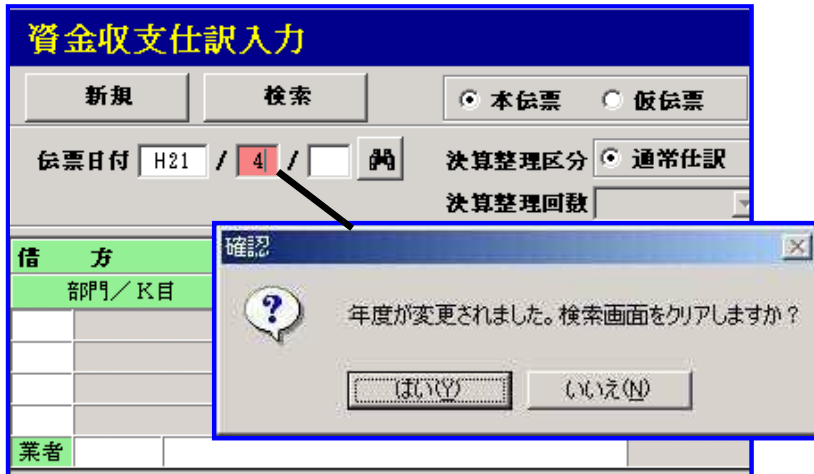 資金収支仕訳入力
新規 検索 本伝票 仮伝票
伝票日付 H21 / 4 / 決算整理区分 通常仕訳
決算整理回数
借 方
部門／K目
業者
確認
年度が変更されました。検索画面をクリアしますか？
はい(Y) いいえ(N)